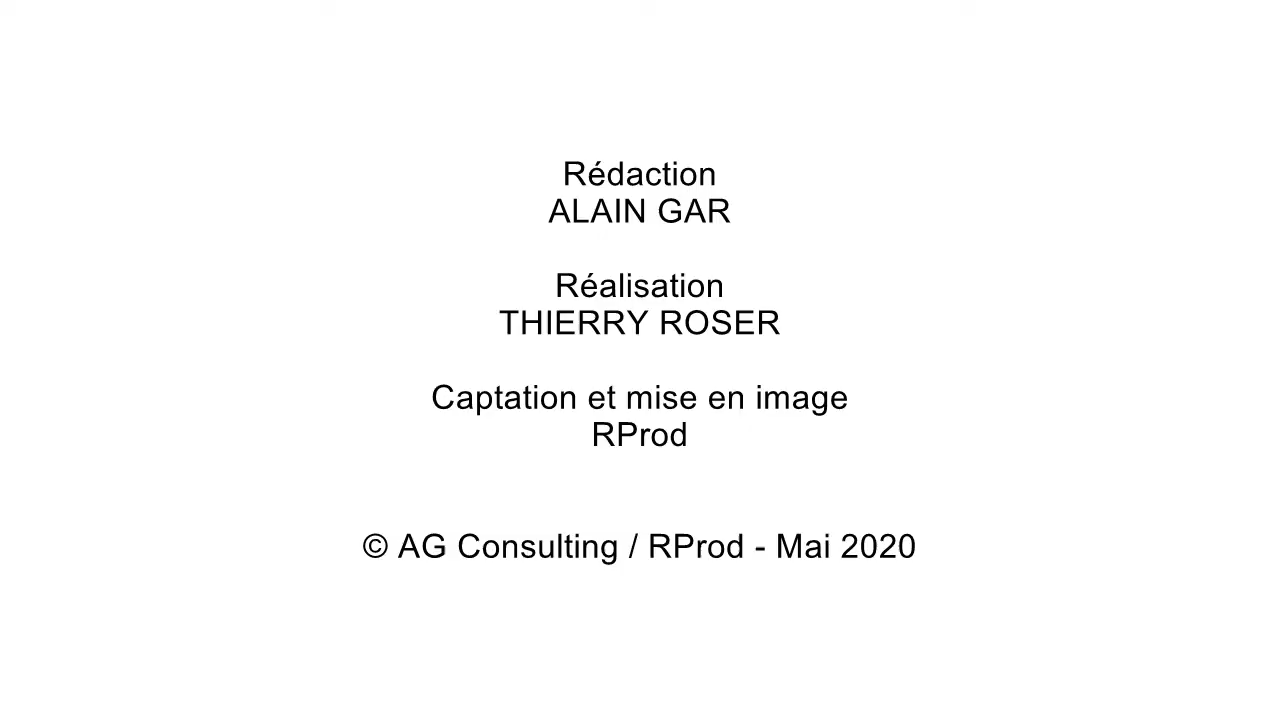 Rédaction
ALAIN GAR
Réalisation
THIERRY ROSER
Captation et mise en image
RProd
© AG Consulting / RProd - Mai 2020